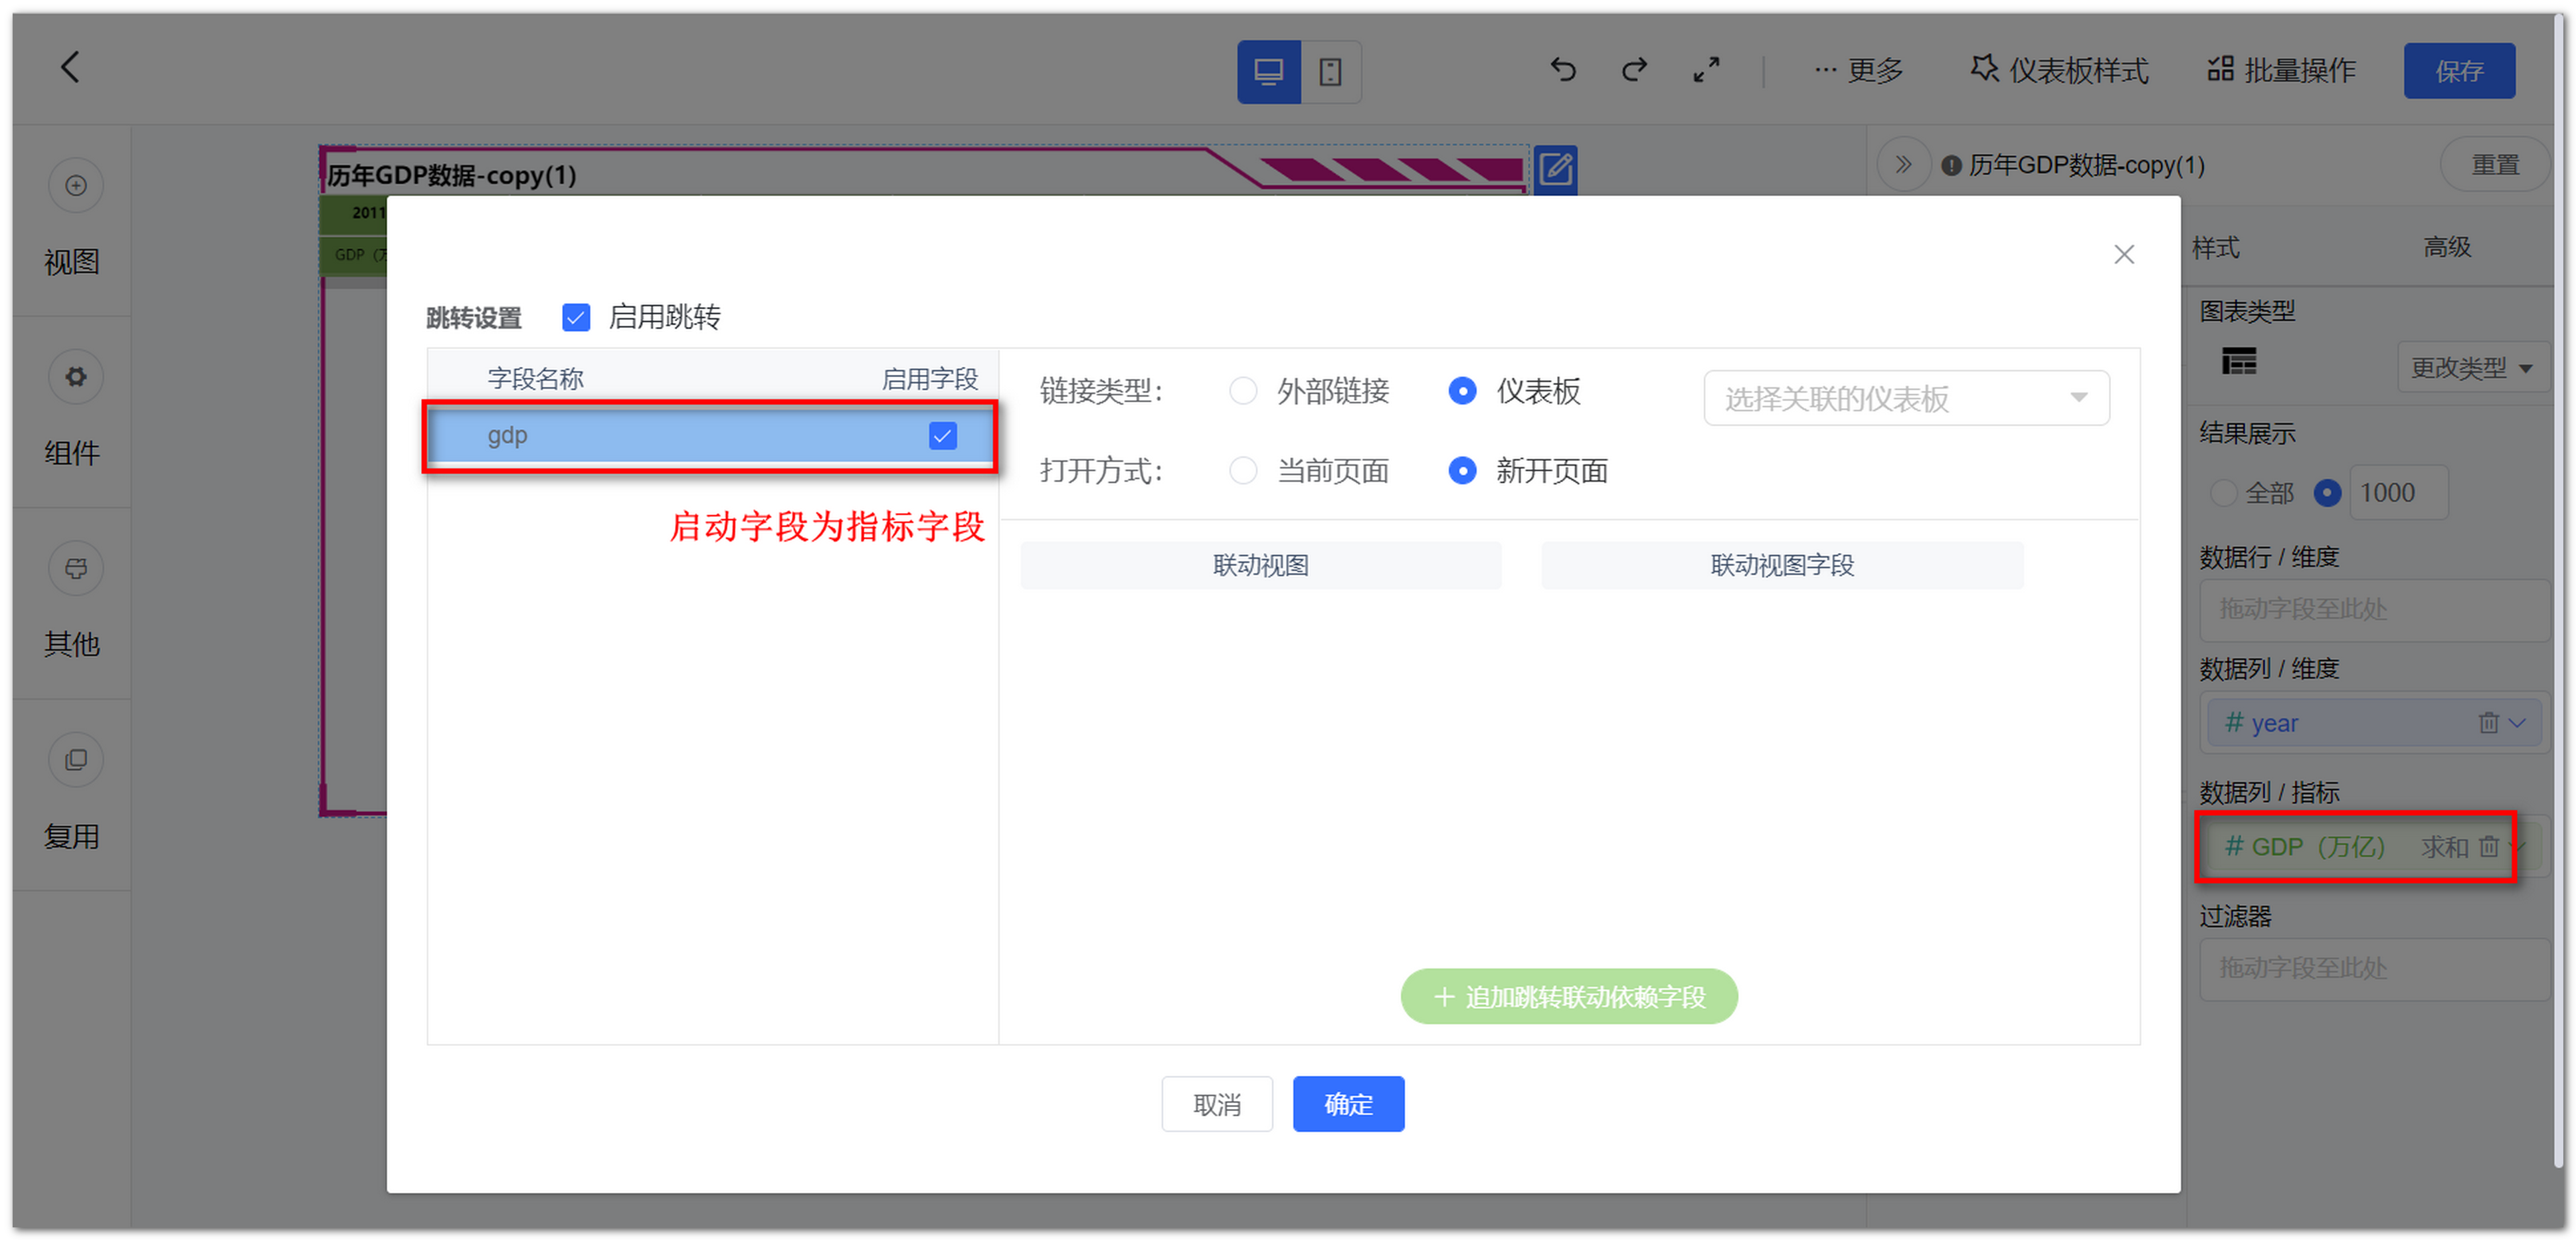 更多
仪表板样式
批量操作
保存
视图
组件
其他
复用
历年GDP数据-copy(1)
2011
GDP（万
历年GDP数据-copy(1)
重置
样式
高级
图表类型
更改类型
结果展示
全部
1000
数据行 / 维度
拖动字段至此处
数据列 / 维度
# year
数据列 / 指标
# GDP（万亿） 求和
过滤器
拖动字段至此处
跳转设置
启用跳转
字段名称
启用字段
gdp
启动字段为指标字段
链接类型：
外部链接
仪表板
选择关联的仪表板
打开方式：
当前页面
新开页面
联动视图
联动视图字段
追加跳转联动依赖字段
取消
确定